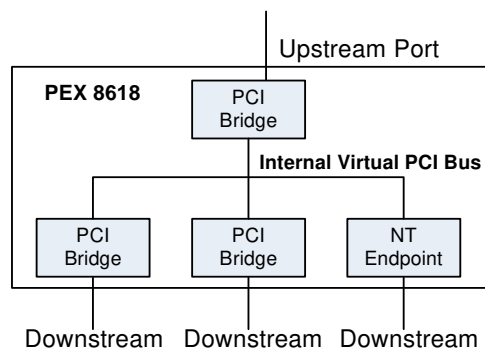 Upstream Port
PEX 8618
PCI
Bridge
Internal Virtual PCI Bus
PCI
Bridge
PCI
Bridge
NT
Endpoint
Downstream
Downstream
Downstream